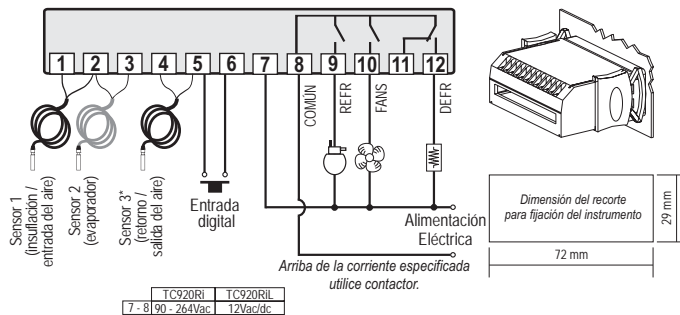 1 2 3 4 5 6 7 8 9 10 11 12
COMÚN
REFR
FANS
DEFR
Sensor 1
(insuflación /
entrada del aire)
Sensor 2
(evaporador)
Sensor 3*
(retorno /
salida del aire)
Entrada
digital
Alimentación
Eléctrica
Arriba de la corriente especificada
utilice contactor.
Dimensión del recorte
para fijación del instrumento
29 mm
72 mm
TC920Ri TC920RiL
7 - 8 90 - 264Vac 12Vac/dc